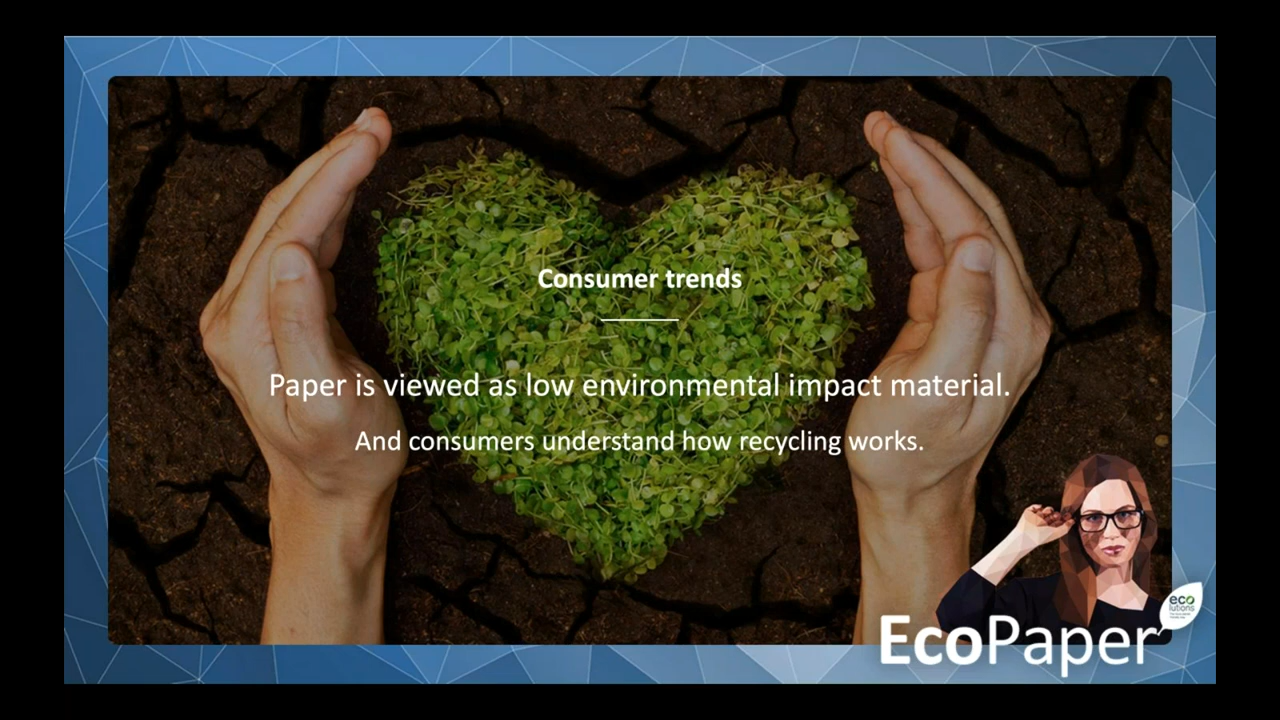 Consumer trends
Paper is viewed as low environmental impact material.
And consumers understand how recycling works.
eco
lutions
EcoPaper